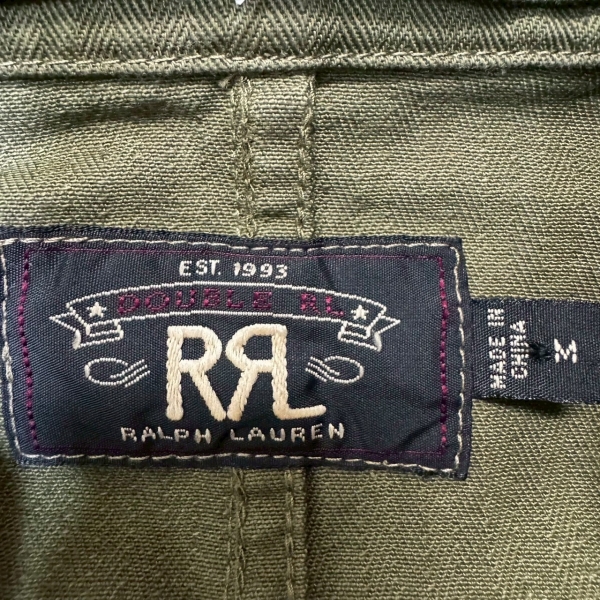 EST. 1993
DOUBLE RL
RRL
RALPH LAUREN
MADE IN
CHINA
M